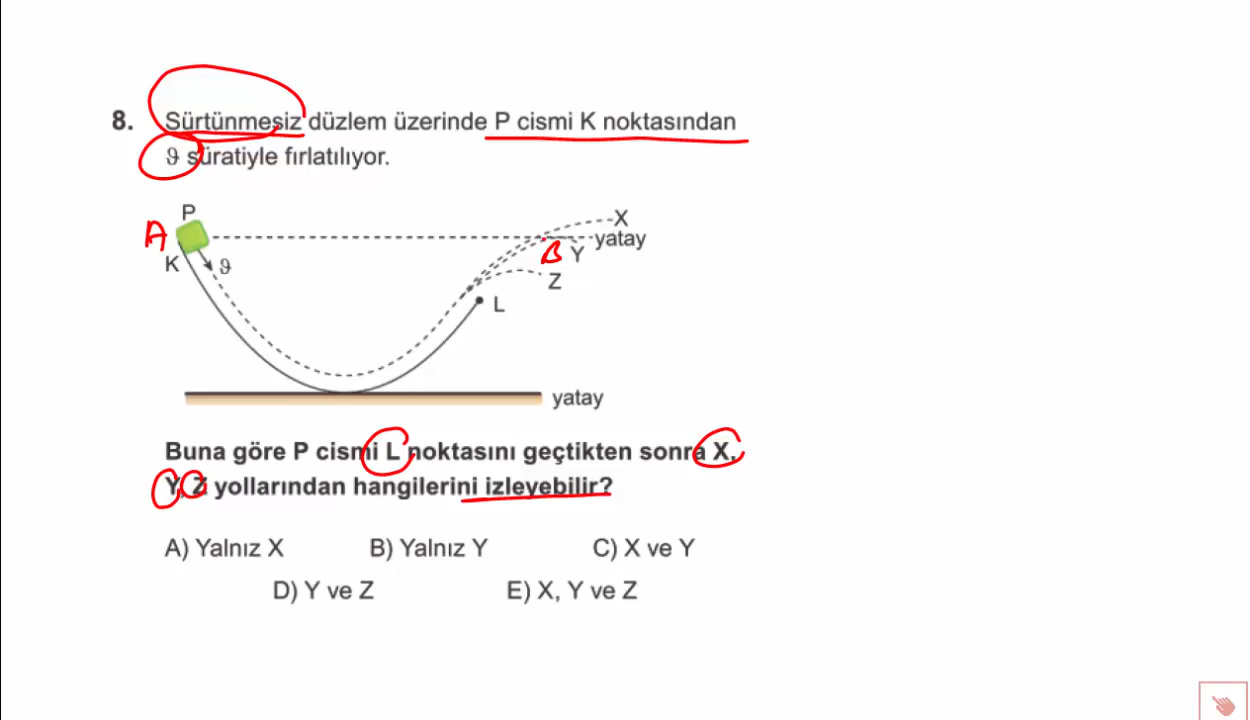 8. Sürtünmesiz düzlem üzerinde P cismi K noktasından
ϑ süratiyle fırlatılıyor.
P
X
A
yatay
B
Y
K
ϑ
Z
L
yatay
Buna göre P cismi L noktasını geçtikten sonra X,
Y, Z yollarından hangilerini izleyebilir?
A) Yalnız X B) Yalnız Y C) X ve Y
D) Y ve Z E) X, Y ve Z